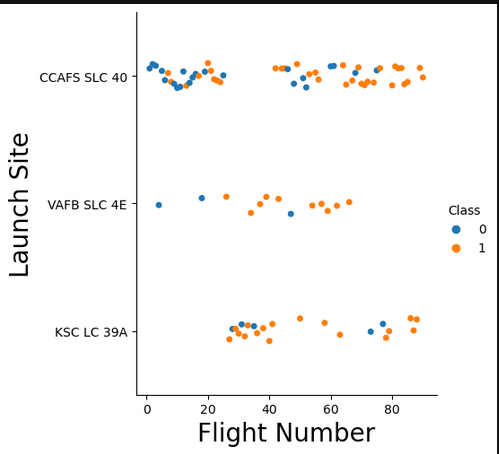 Launch Site
CCAFS SLC 40
VAFB SLC 4E
KSC LC 39A
Class
0
1
0 20 40 60 80
Flight Number